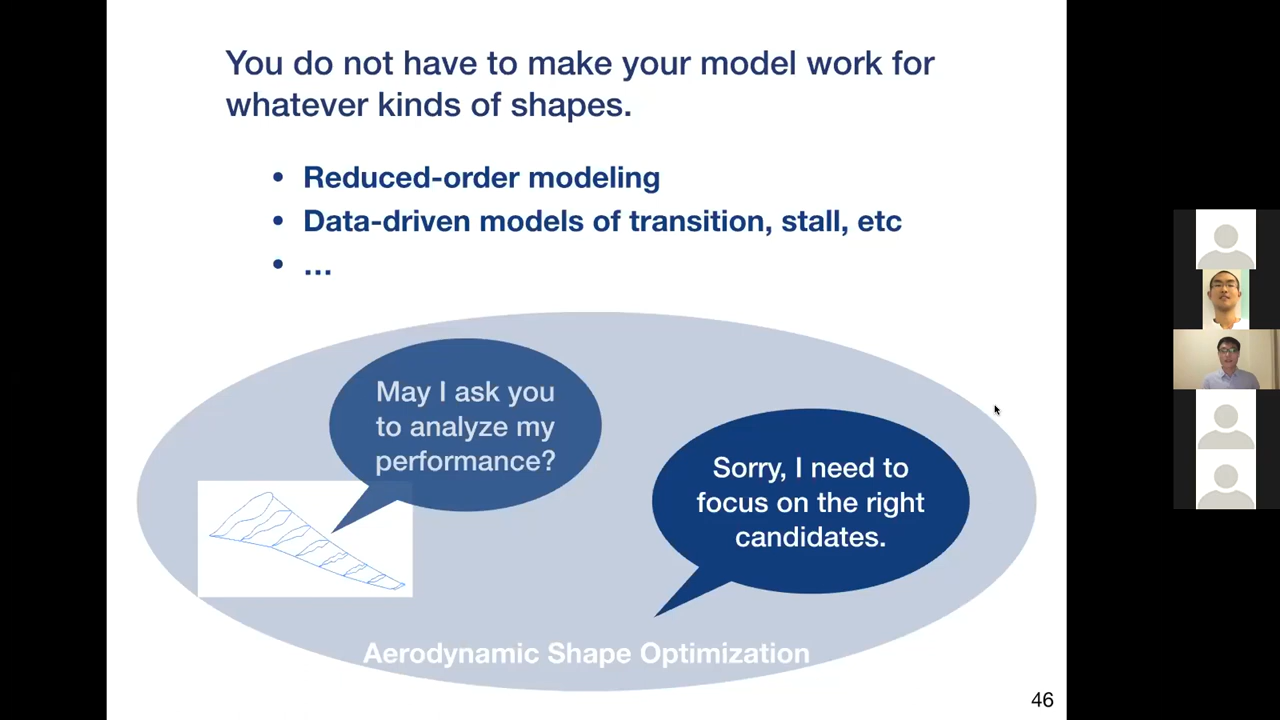 You do not have to make your model work for
whatever kinds of shapes.
• Reduced-order modeling
• Data-driven models of transition, stall, etc
• ...
May I ask you
to analyze my
performance?
Sorry, I need to
focus on the right
candidates.
Aerodynamic Shape Optimization
46